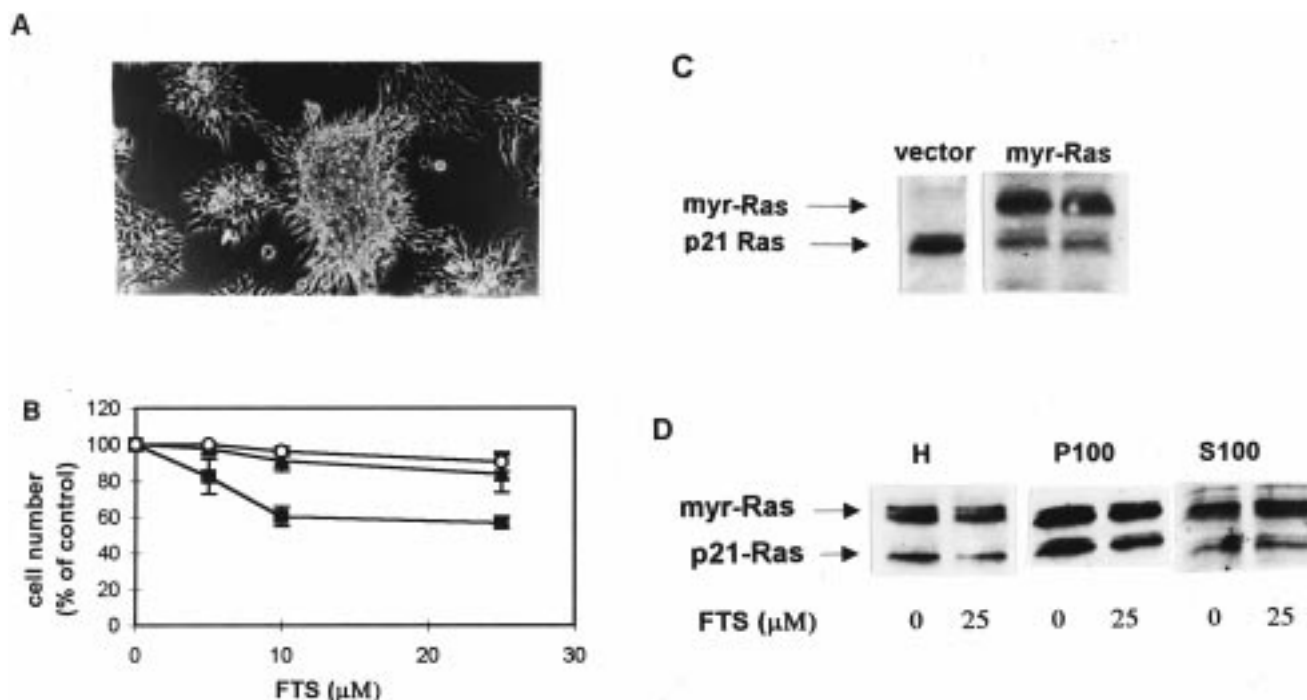 A
B
120
100
80
60
40
20
0
cell number
(% of control)
0 10 20 30
FTS (μM)
C
vector myr-Ras
myr-Ras
p21 Ras
D
H P100 S100
myr-Ras
p21-Ras
FTS (μM) 0 25 0 25 0 25